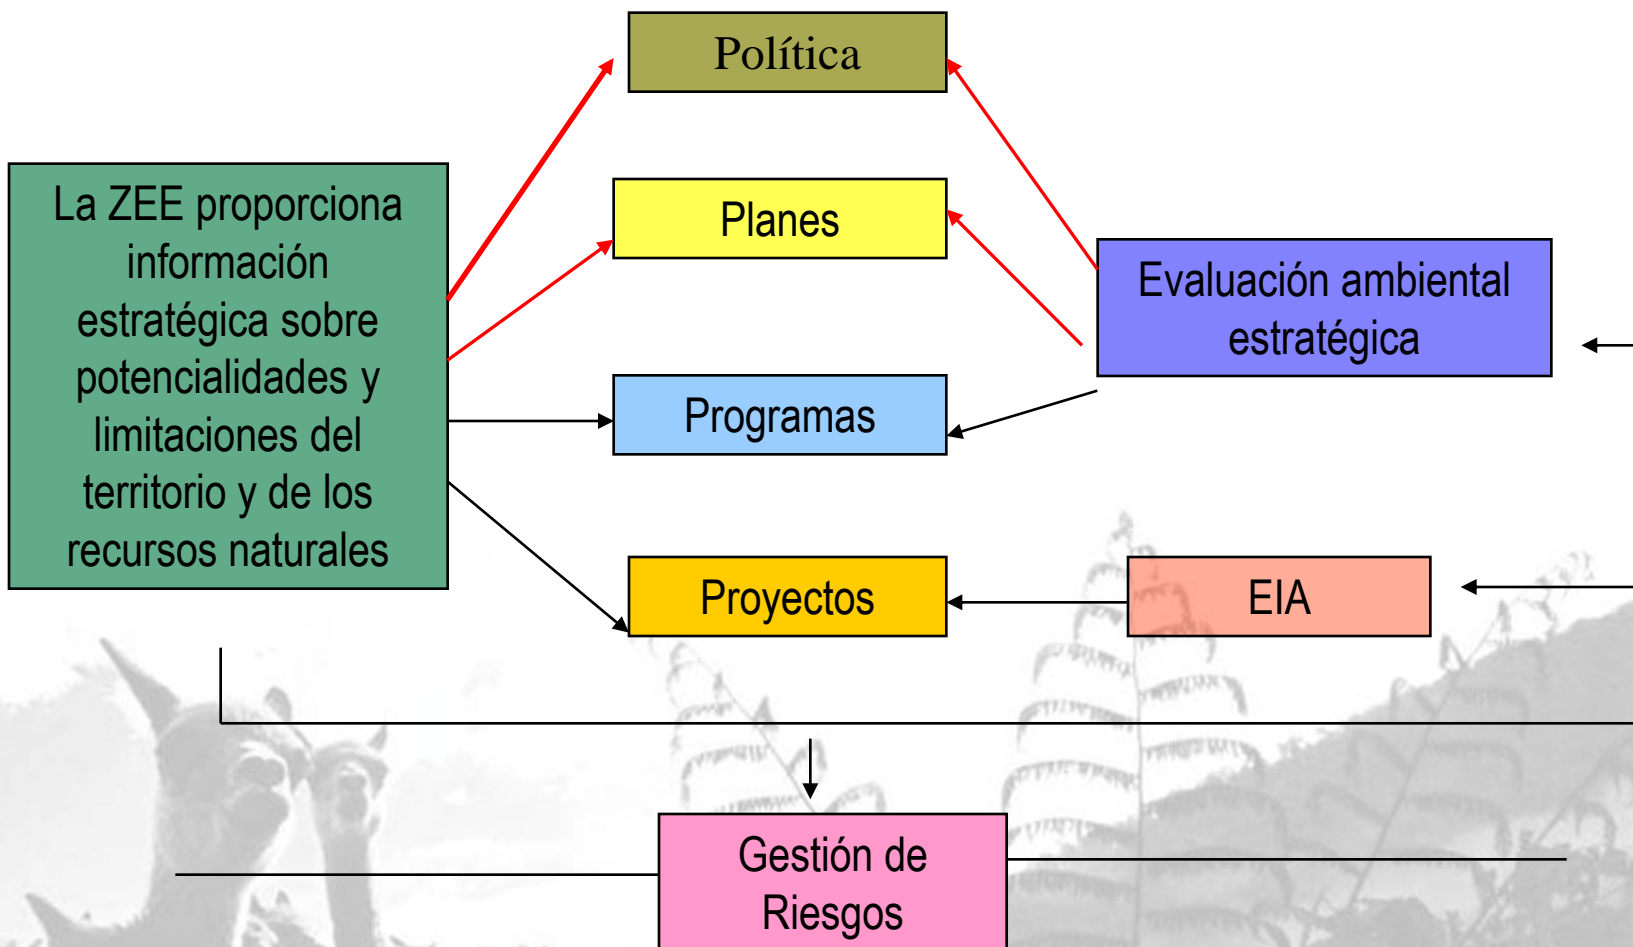 Política
La ZEE proporciona
información
estratégica sobre
potencialidades y
limitaciones del
territorio y de los
recursos naturales
Planes
Evaluación ambiental
estratégica
Programas
Proyectos
EIA
Gestión de
Riesgos